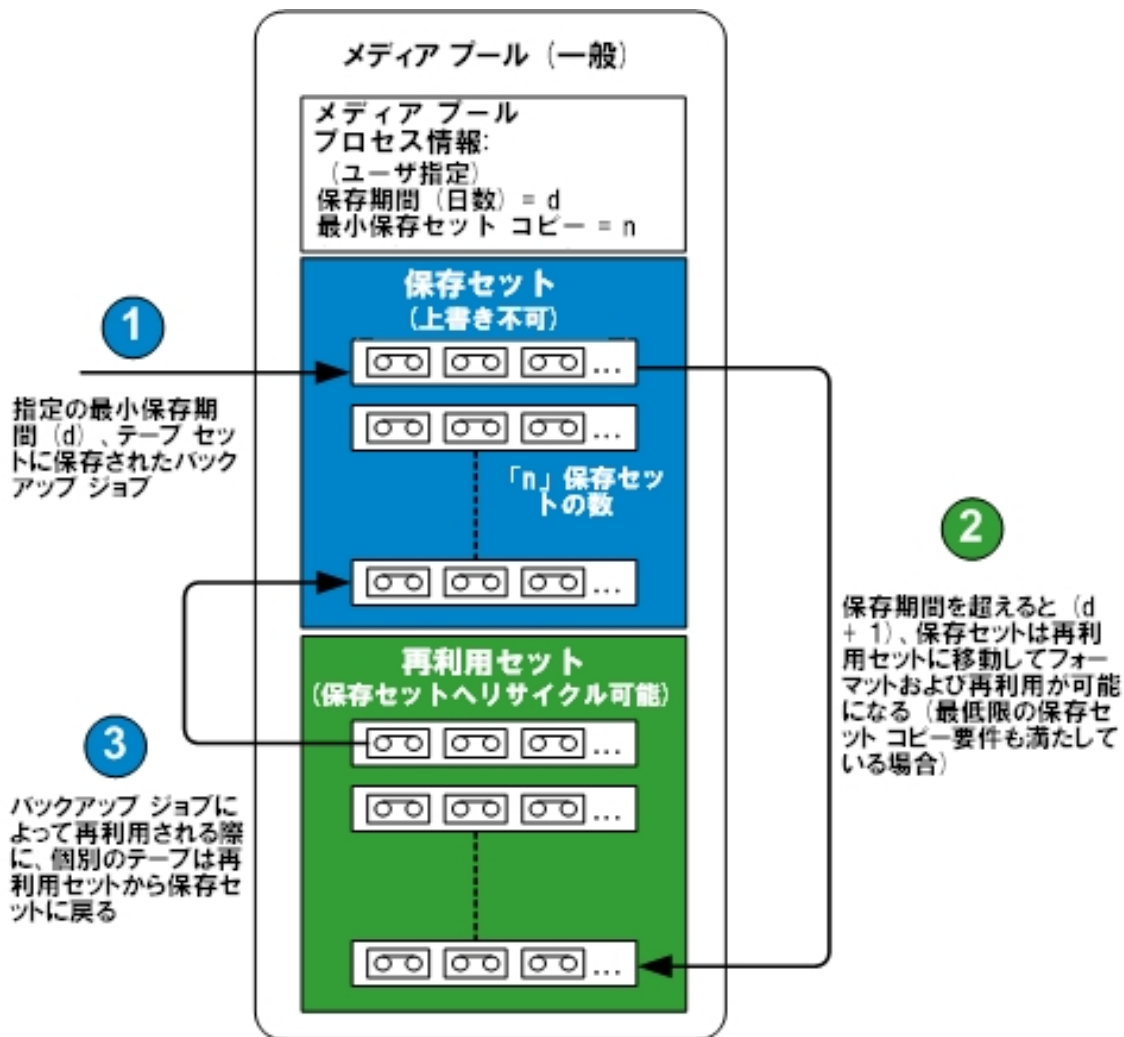 メディア プール（一般）
メディア プール
プロセス情報:
（ユーザ指定）
保存期間（日数）= d
最小保存セット コピー = n
保存セット
(上書き不可)
1
指定の最小保存期
間（d）、テープ セッ
トに保存されたバック
アップ ジョブ
...
...
「n」保存セッ
トの数
...
2
保存期間を超えると（d
+ 1）、保存セットは再利
用セットに移動してフォー
マットおよび再利用が可能
になる（最低限の保存セ
ット コピー要件も満たして
いる場合）
再利用セット
(保存セットへリサイクル可能)
...
3
バックアップ ジョブに
よって再利用される際
に、個別のテープは再
利用セットから保存セ
ットに戻る
...
...